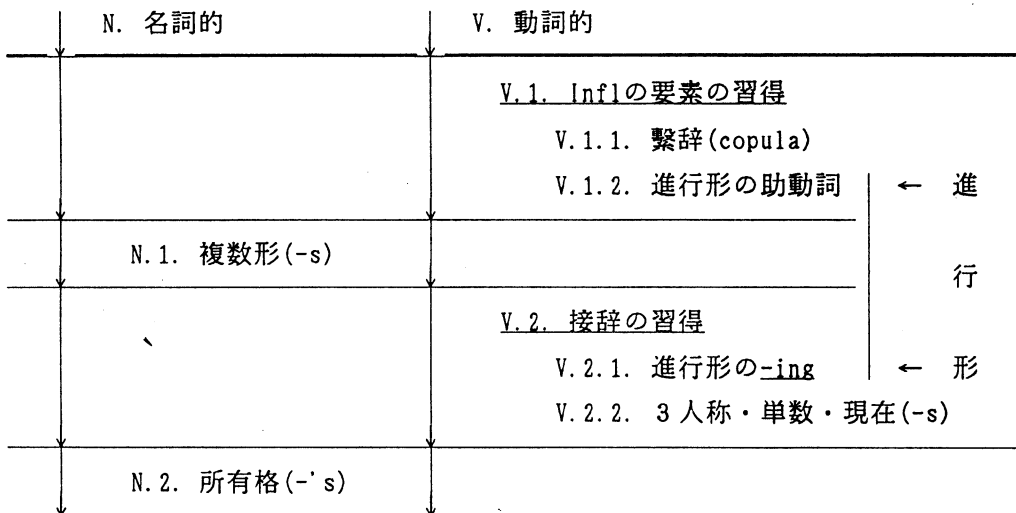 N. 名詞的 V. 動詞的
V.1. Inflの要素の習得
V.1.1. 繋辞(copula)
V.1.2. 進行形の助動詞 ← 進
N.1. 複数形(-s)
行
V.2. 接辞の習得
V.2.1. 進行形の-ing ← 形
V.2.2. 3人称・単数・現在(-s)
N.2. 所有格(-'s)